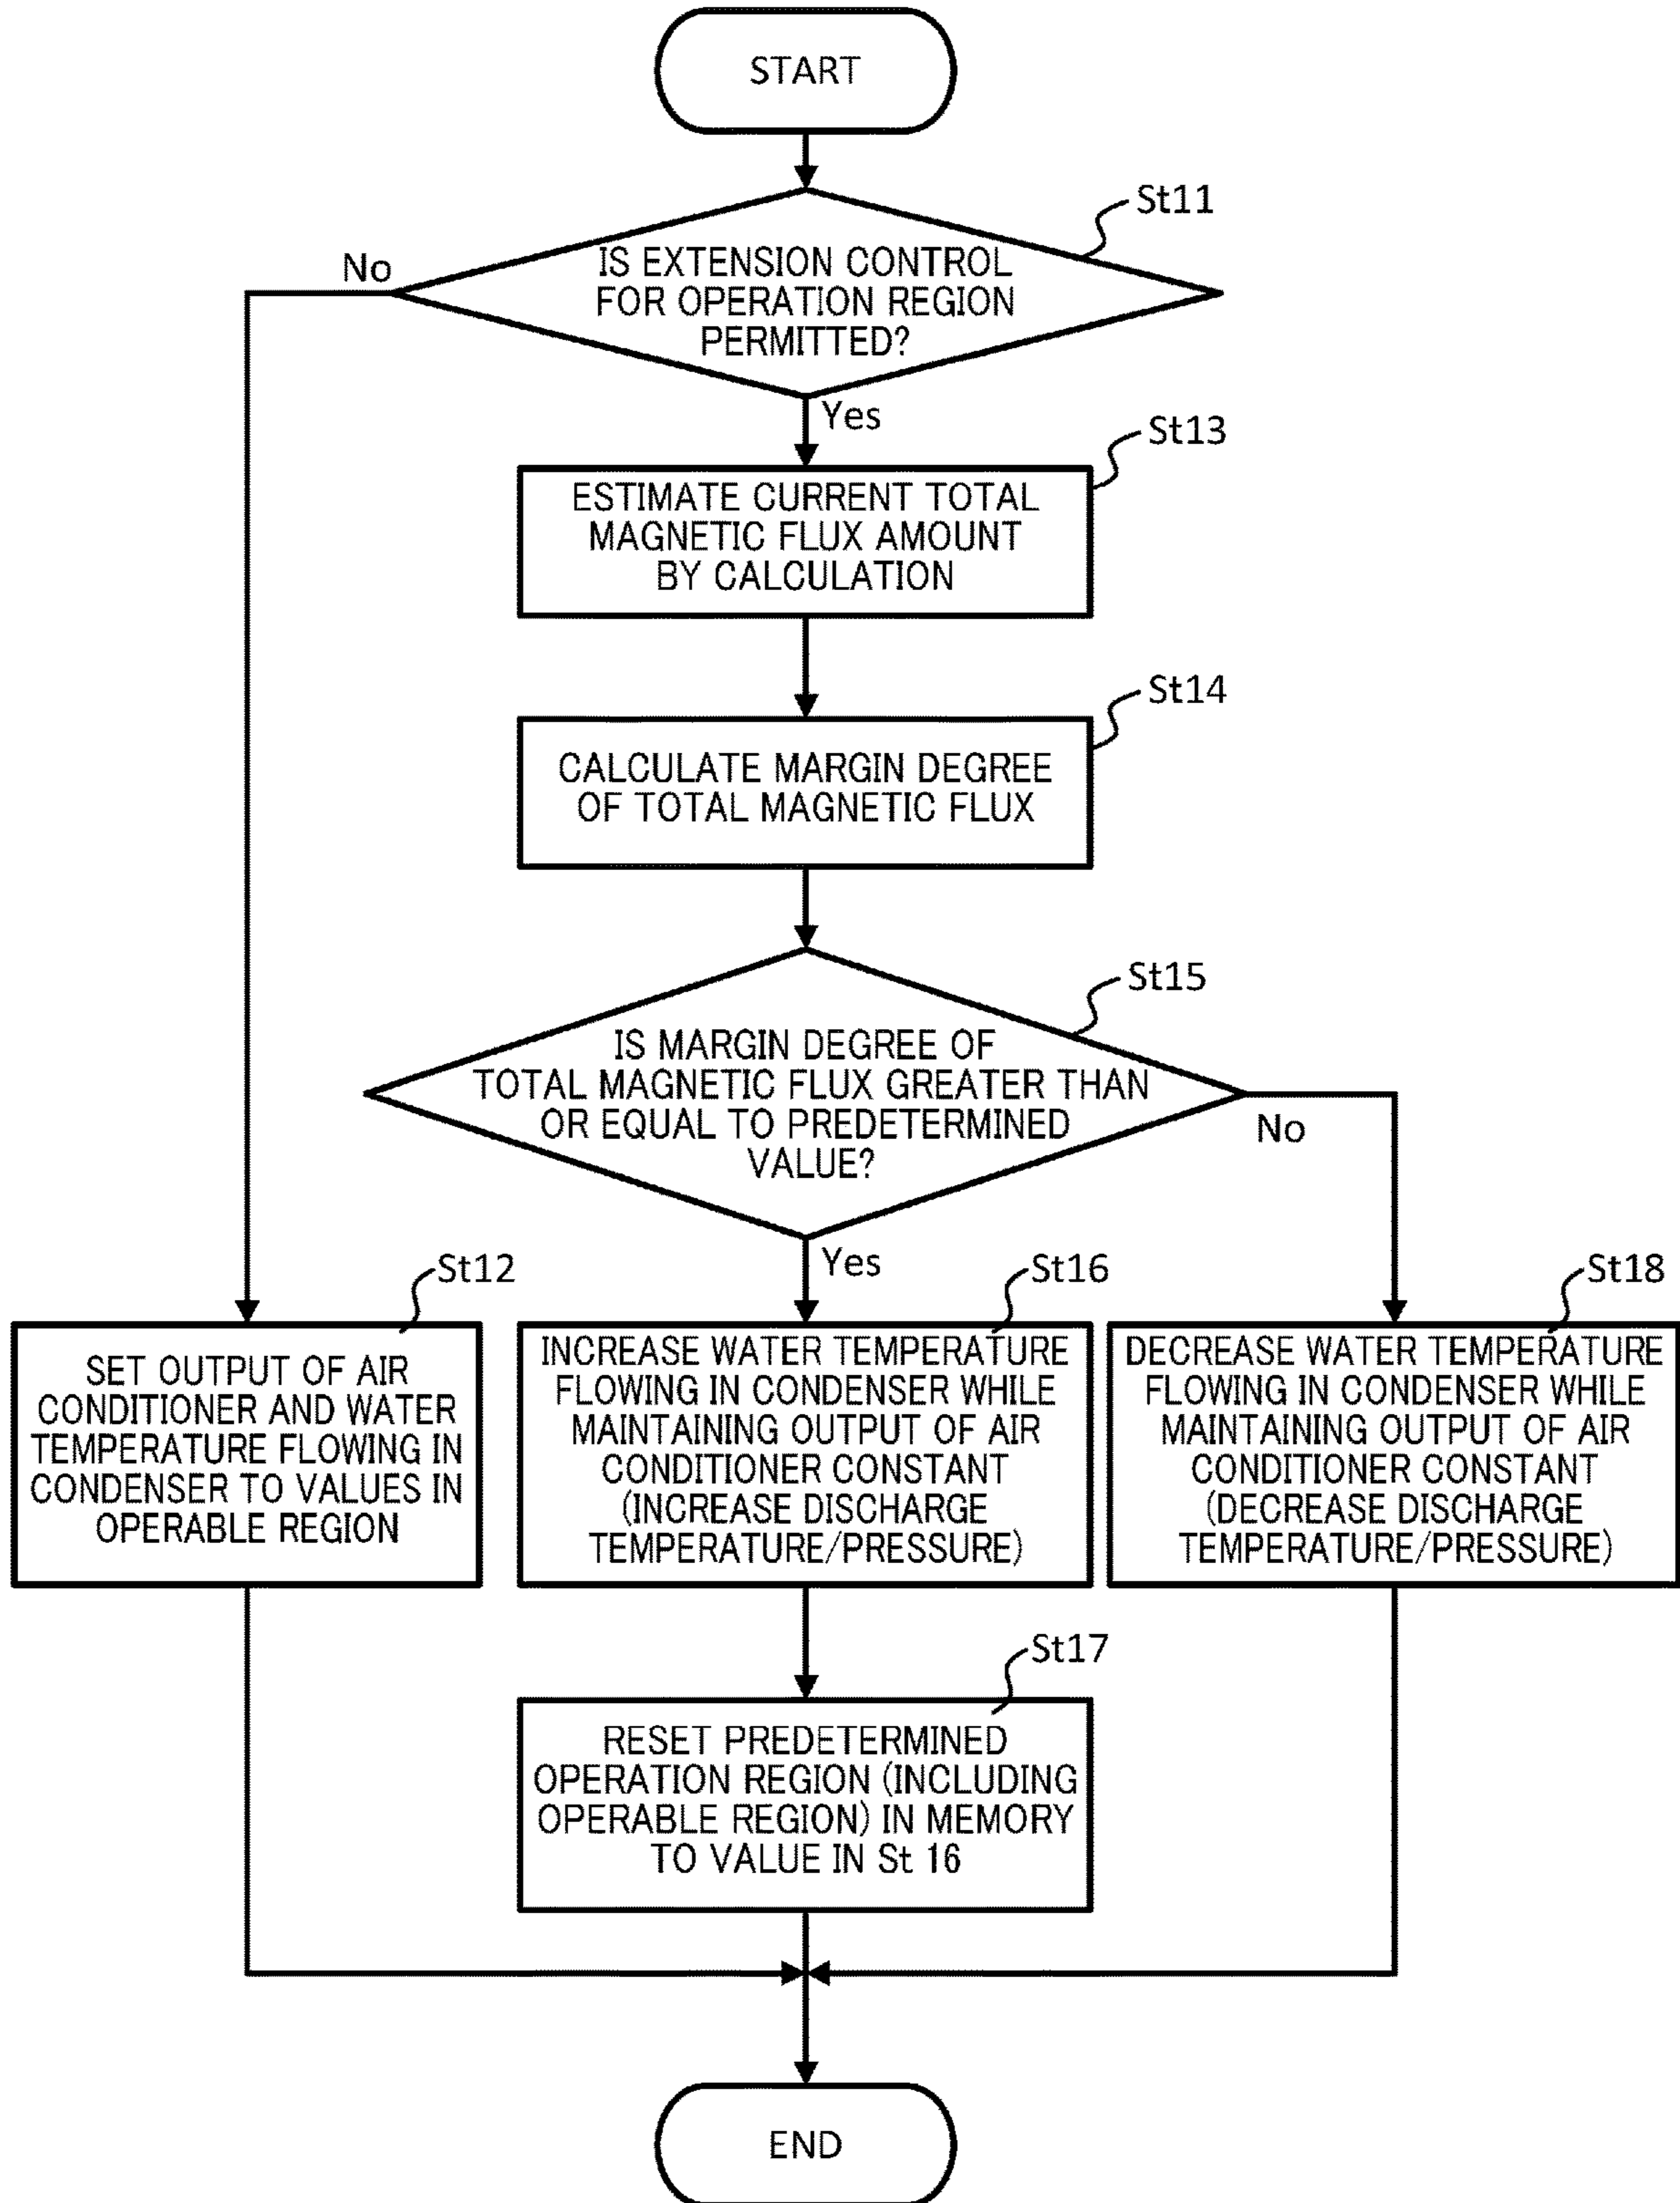 START
St11
No
IS EXTENSION CONTROL
FOR OPERATION REGION
PERMITTED?
Yes
St13
ESTIMATE CURRENT TOTAL
MAGNETIC FLUX AMOUNT
BY CALCULATION
St14
CALCULATE MARGIN DEGREE
OF TOTAL MAGNETIC FLUX
St15
IS MARGIN DEGREE OF
TOTAL MAGNETIC FLUX GREATER THAN
OR EQUAL TO PREDETERMINED
VALUE?
No
Yes
St12
SET OUTPUT OF AIR
CONDITIONER AND WATER
TEMPERATURE FLOWING IN
CONDENSER TO VALUES IN
OPERABLE REGION
St16
INCREASE WATER TEMPERATURE
FLOWING IN CONDENSER WHILE
MAINTAINING OUTPUT OF AIR
CONDITIONER CONSTANT
(INCREASE DISCHARGE
TEMPERATURE/PRESSURE)
St18
DECREASE WATER TEMPERATURE
FLOWING IN CONDENSER WHILE
MAINTAINING OUTPUT OF AIR
CONDITIONER CONSTANT
(DECREASE DISCHARGE
TEMPERATURE/PRESSURE)
St17
RESET PREDETERMINED
OPERATION REGION (INCLUDING
OPERABLE REGION) IN MEMORY
TO VALUE IN St 16
END